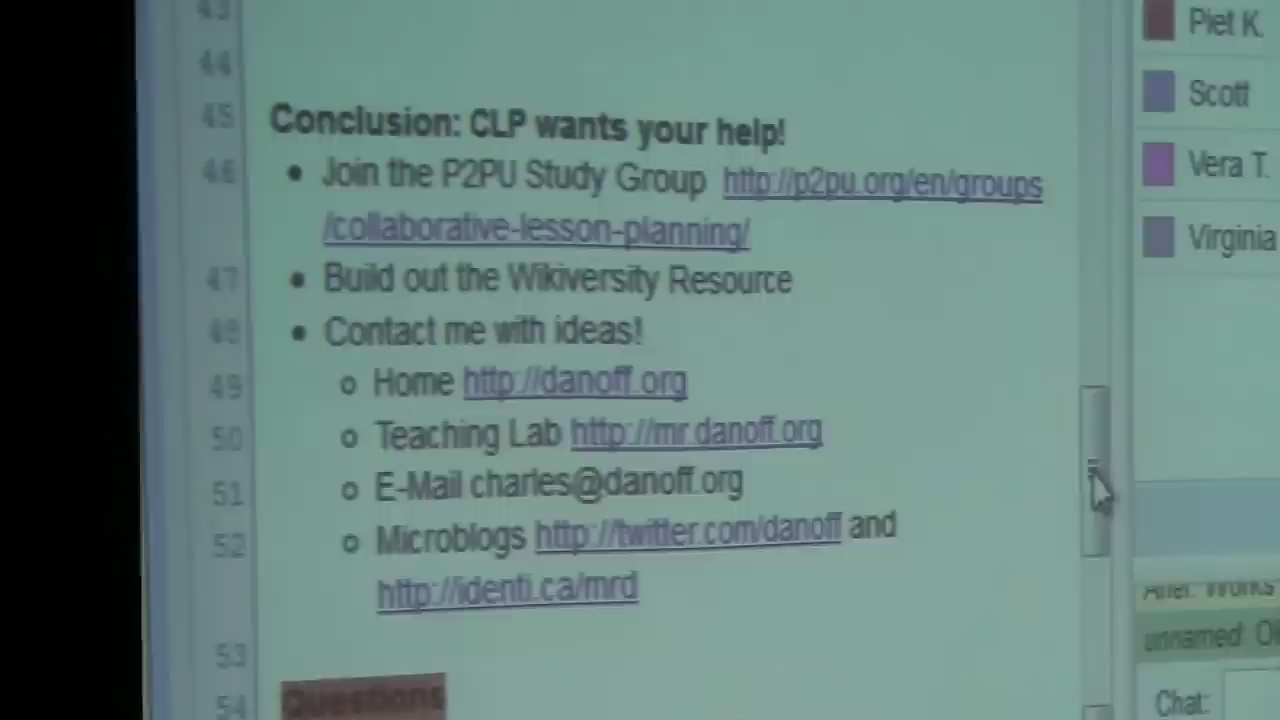 43
44
45 Conclusion: CLP wants your help!
46 • Join the P2PU Study Group http://p2pu.org/en/groups
/collaborative-lesson-planning/
47 • Build out the Wikiversity Resource
48 • Contact me with ideas!
49 o Home http://danoff.org
50 o Teaching Lab http://mr.danoff.org
51 o E-Mail charles@danoff.org
52 o Microblogs http://twitter.com/danoff and
http://identi.ca/mrd
53
54 Questions
Piet K.
Scott
Vera T.
Virginia
unnamed:
Chat: